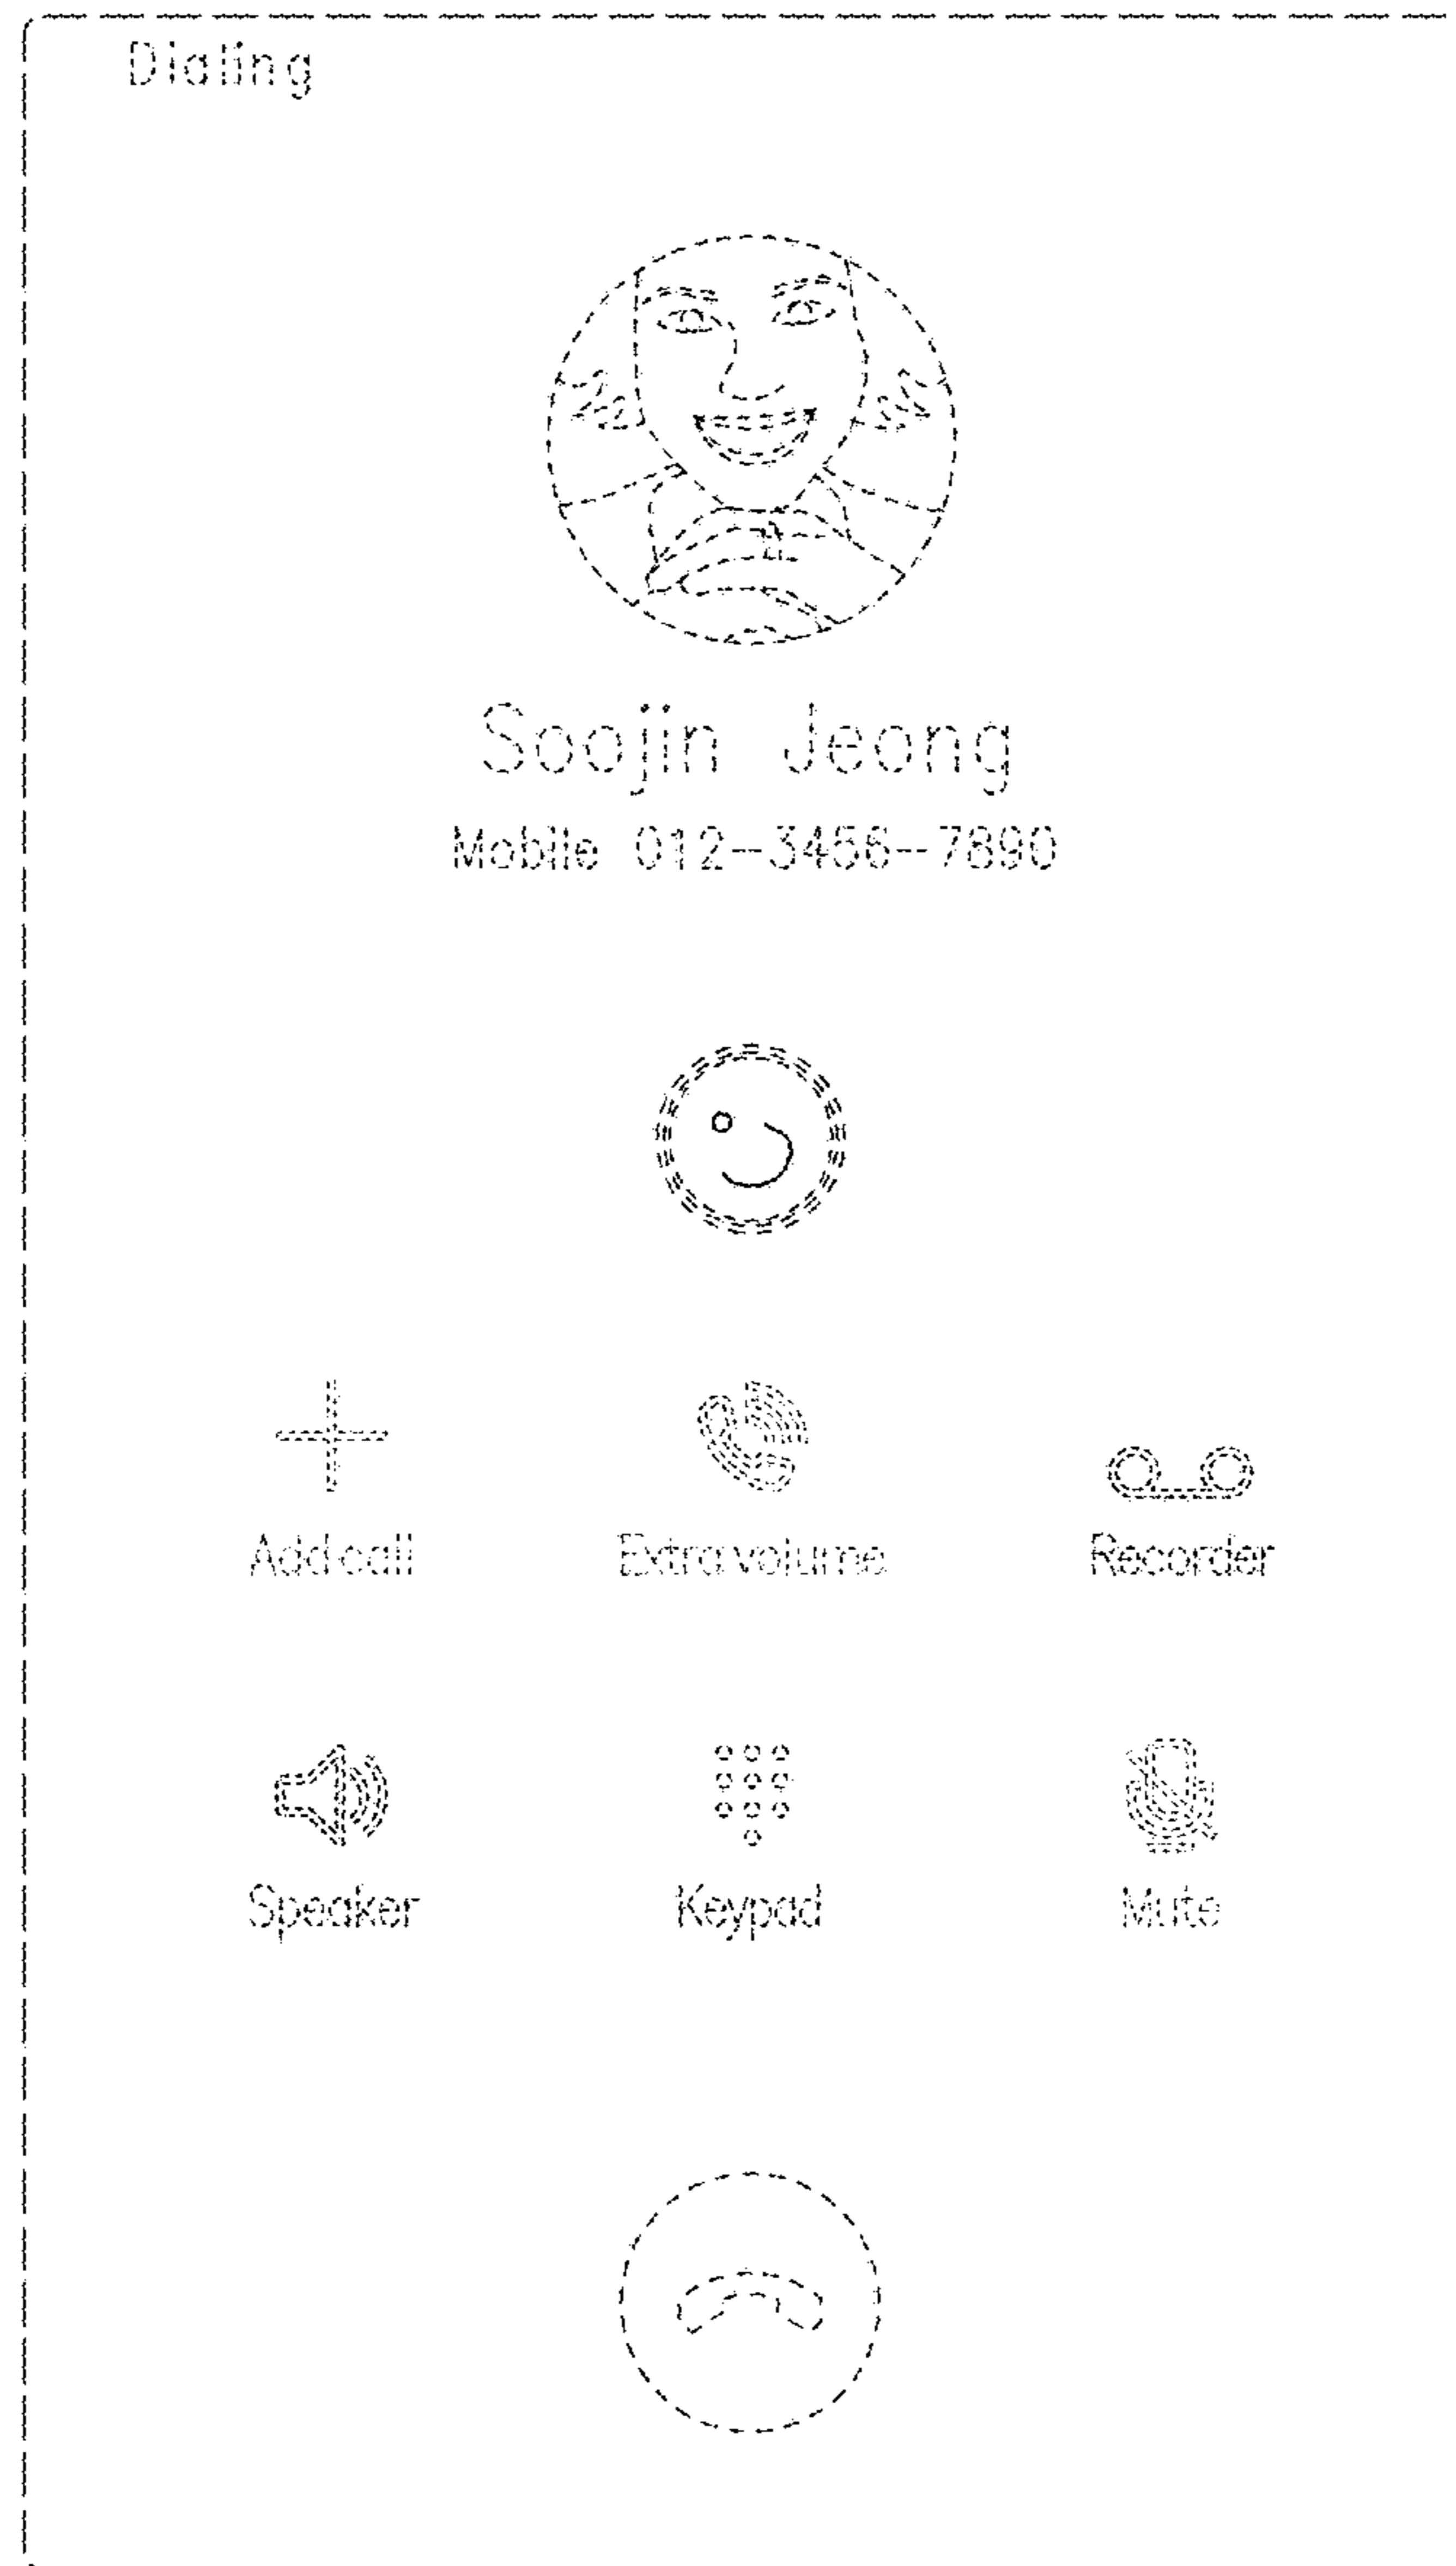 Dialing
Soojin Jeong
Mobile 012-3456-7890
Add call Extra volume Recorder
Speaker Keypad Mute